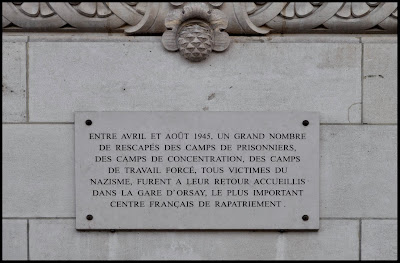 ENTRE AVRIL ET AOÛT 1945, UN GRAND NOMBRE
DE RESCAPÉS DES CAMPS DE PRISONNIERS,
DES CAMPS DE CONCENTRATION, DES CAMPS
DE TRAVAIL FORCÉ, TOUS VICTIMES DU
NAZISME, FURENT A LEUR RETOUR ACCUEILLIS
DANS LA GARE D'ORSAY, LE PLUS IMPORTANT
CENTRE FRANÇAIS DE RAPATRIEMENT.